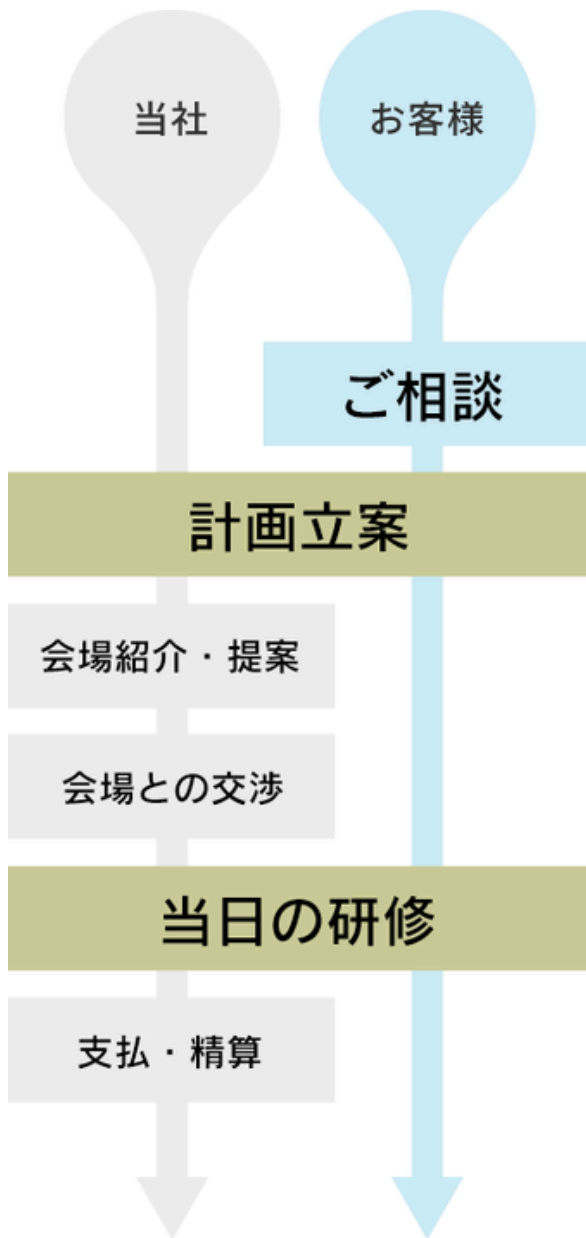 当社
お客様
ご相談
計画立案
会場紹介・提案
会場との交渉
当日の研修
支払・精算